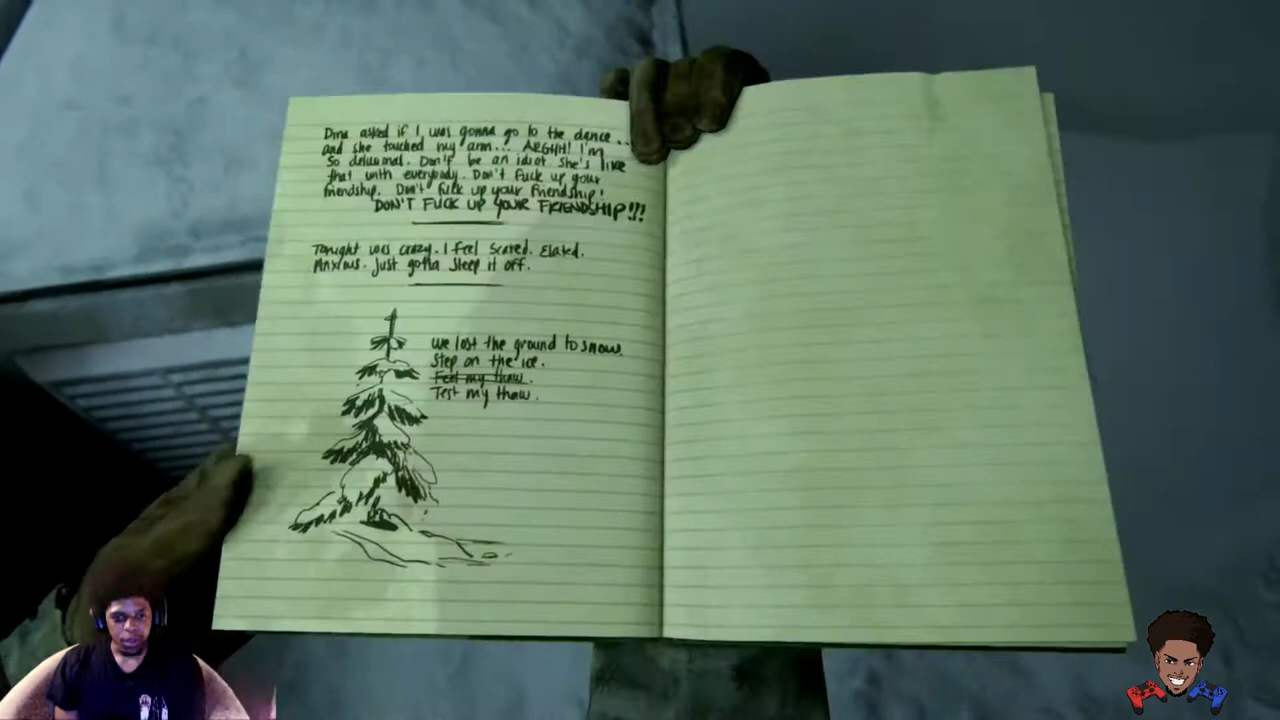 Dina asked if I was gonna go to the dance...
and she touched my arm... ARGHH! I'm
so delusional. Don't be an idiot. She's like
that with everybody. Don't fuck up your
friendship. Don't fuck up your friendship!
DON'T FUCK UP YOUR FRIENDSHIP!!!
Tonight was crazy. I feel scared. Elated.
Anxious. Just gotta sleep it off.
We lost the ground to snow.
Step on the ice.
Feel my thaw.
Test my thaw.